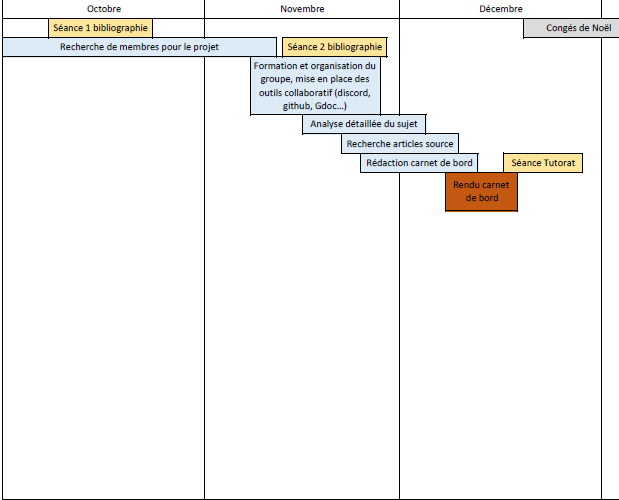 Octobre
Novembre
Décembre
Séance 1 bibliographie
Congés de Noël
Recherche de membres pour le projet
Séance 2 bibliographie
Formation et organisation du
groupe, mise en place des
outils collaboratif (discord,
github, Gdoc...)
Analyse détaillée du sujet
Recherche articles source
Rédaction carnet de bord
Séance Tutorat
Rendu carnet
de bord